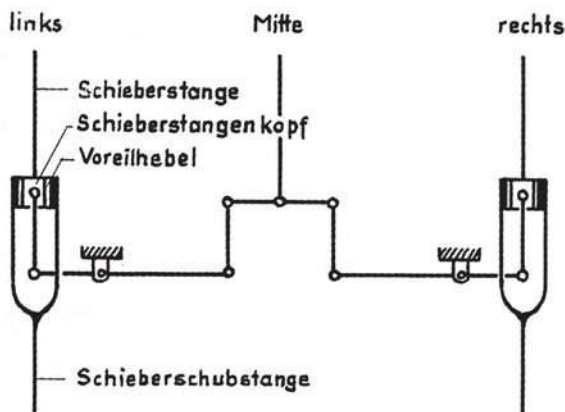 links
Mitte
rechts
Schieberstange
Schieberstangenkopf
Voreilhebel
Schieberschubstange